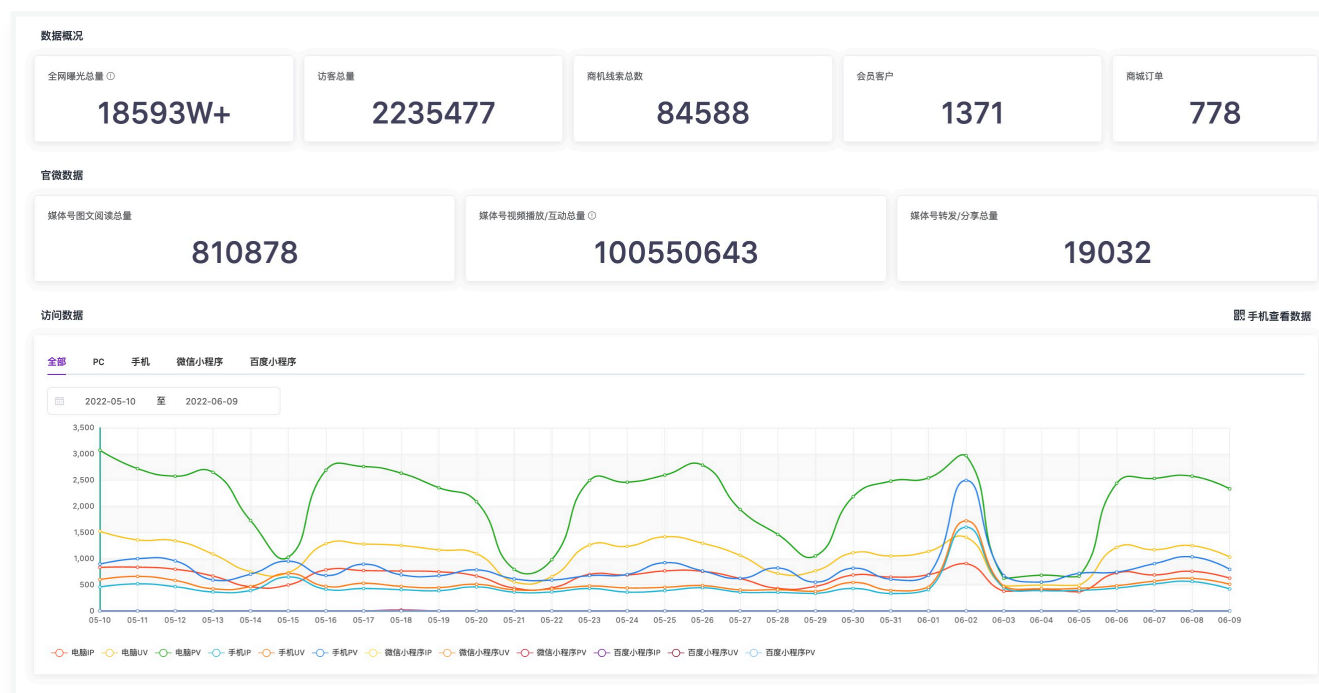 数据概况
全网曝光总量 访客总量 商机线索总数 会员客户 商城订单
18593W+ 2235477 84588 1371 778
官微数据
媒体号图文阅读总量 媒体号视频播放/互动总量 媒体号转发/分享总量
810878 100550643 19032
访问数据 手机查看数据
全部 PC 手机 微信小程序 百度小程序
2022-05-10 至 2022-06-09
3,500
3,000
2,500
2,000
1,500
1,000
500
0
05-10 05-11 05-12 05-13 05-14 05-15 05-16 05-17 05-18 05-19 05-20 05-21 05-22 05-23 05-24 05-25 05-26 05-27 05-28 05-29 05-30 05-31 06-01 06-02 06-03 06-04 06-05 06-06 06-07 06-08 06-09
电脑IP 电脑UV 电脑PV 手机IP 手机UV 手机PV 微信小程序IP 微信小程序UV 微信小程序PV 百度小程序IP 百度小程序UV 百度小程序PV